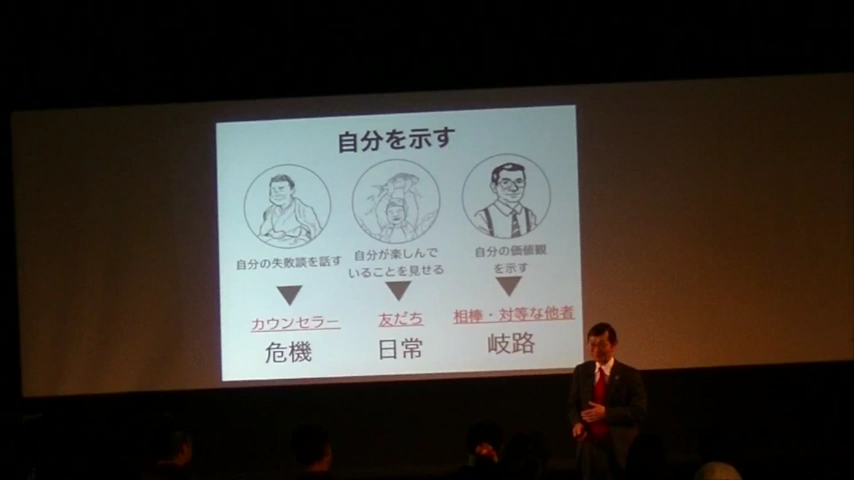 自分を示す
自分の失敗談を話す
自分が楽しんで
いることを見せる
自分の価値観
を示す
カウンセラー
友だち
相棒・対等な他者
危機
日常
岐路